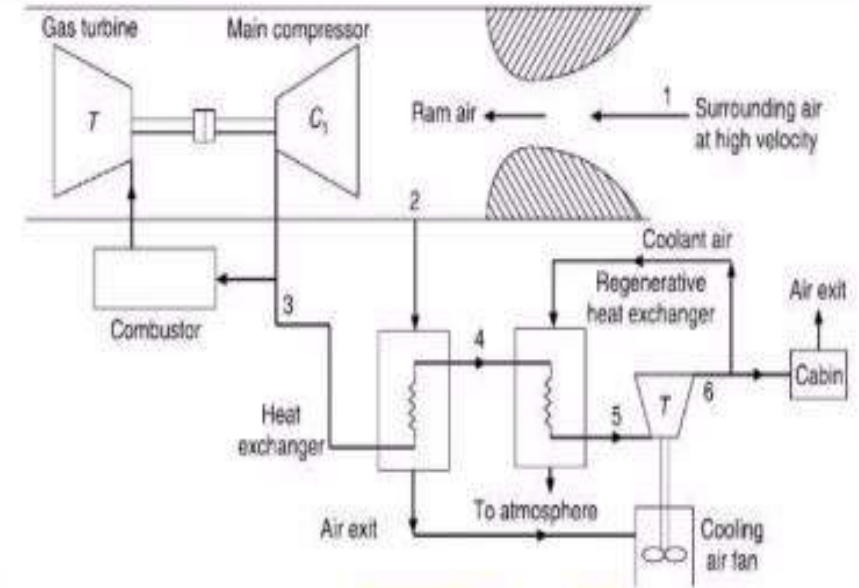 Gas turbine
Main compressor
T
C₁
Ram air
1
Surrounding air
at high velocity
2
Coolant air
Regenerative
heat exchanger
Air exit
3
Combustor
4
Cabin
T
6
5
Heat
exchanger
To atmosphere
Air exit
Cooling
air fan